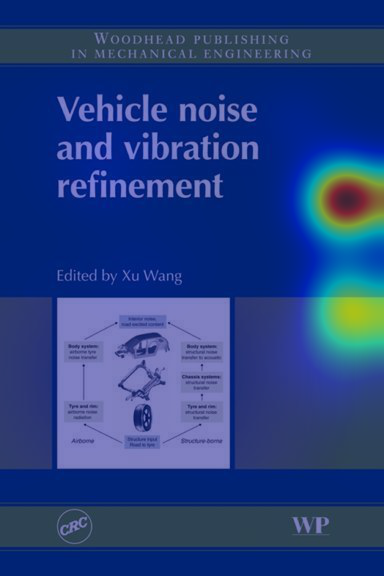 WOODHEAD PUBLISHING
IN MECHANICAL ENGINEERING
Vehicle noise
and vibration
refinement
Edited by Xu Wang
Interior noise:
road excited constant
Body system:
airborne tyre
noise transfer
Body system:
structural noise
transfer to acoustic
Chassis systems:
structural noise
transfer
Tyre and rim:
airborne noise
radiation
Tyre and rim:
structural noise
transfer
Airborne
Structure input
Road to tyre
Structure-borne
CRC
WP